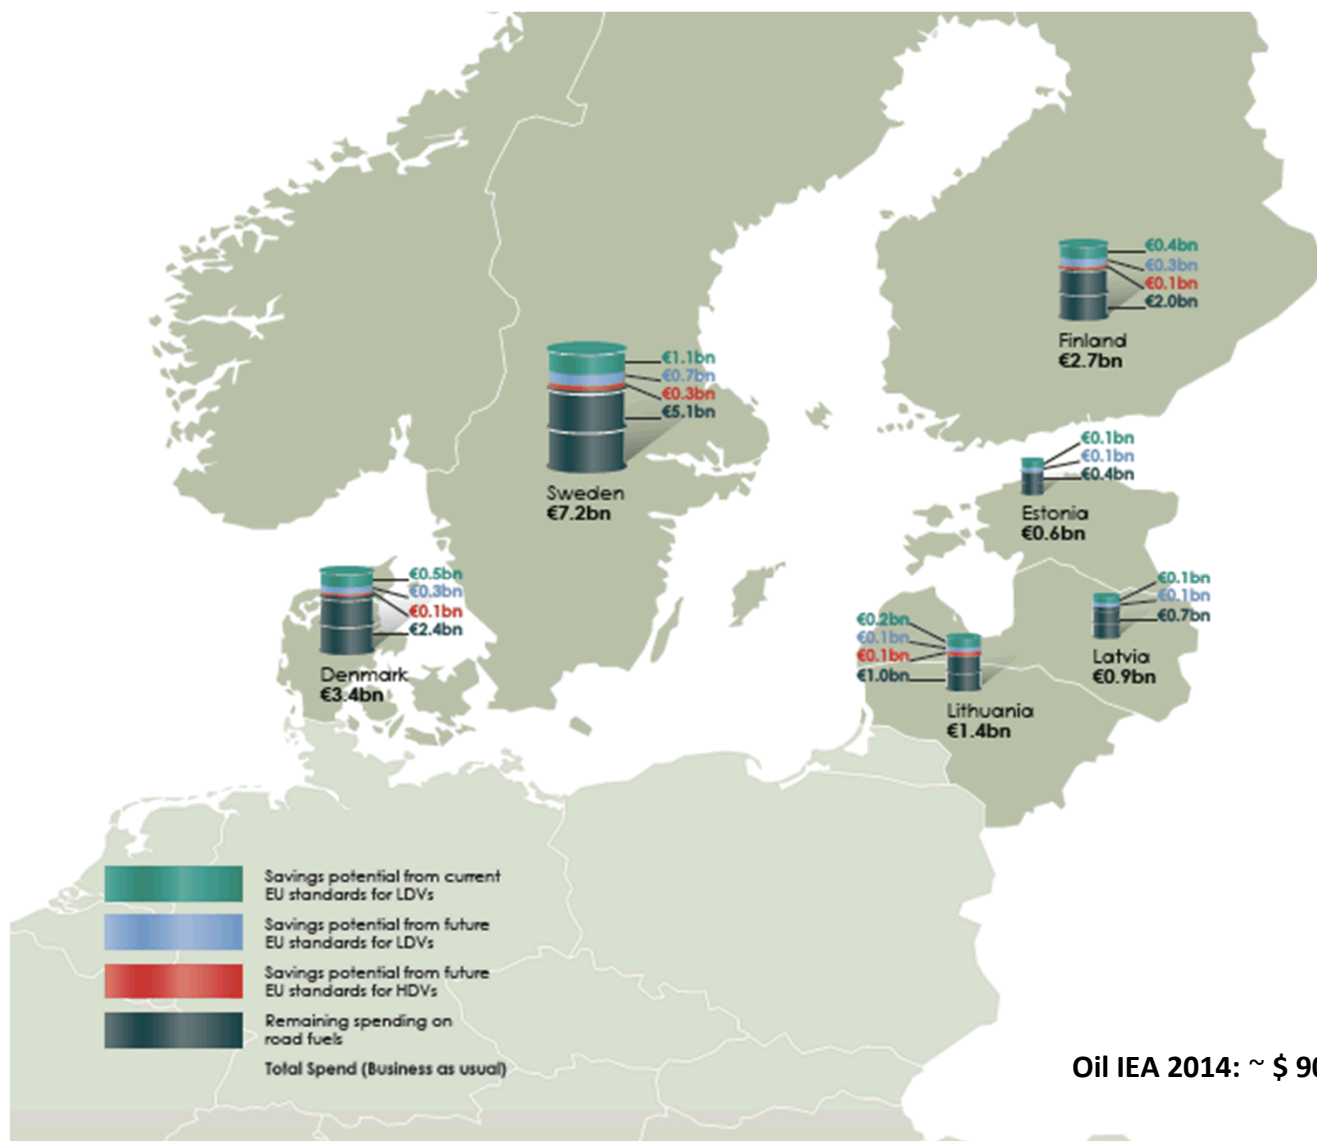 €0.4bn
€0.3bn
€0.1bn
€2.0bn
Finland
€2.7bn
€1.1bn
€0.7bn
€0.3bn
€5.1bn
Sweden
€7.2bn
€0.1bn
€0.1bn
€0.4bn
Estonia
€0.6bn
€0.5bn
€0.3bn
€0.1bn
€2.4bn
Denmark
€3.4bn
€0.1bn
€0.1bn
€0.7bn
Latvia
€0.9bn
€0.2bn
€0.1bn
€0.1bn
€1.0bn
Lithuania
€1.4bn
Savings potential from current
EU standards for LDVs
Savings potential from future
EU standards for LDVs
Savings potential from future
EU standards for HDVs
Remaining spending on
road fuels
Total Spend (Business as usual)
Oil IEA 2014: ~ $ 90